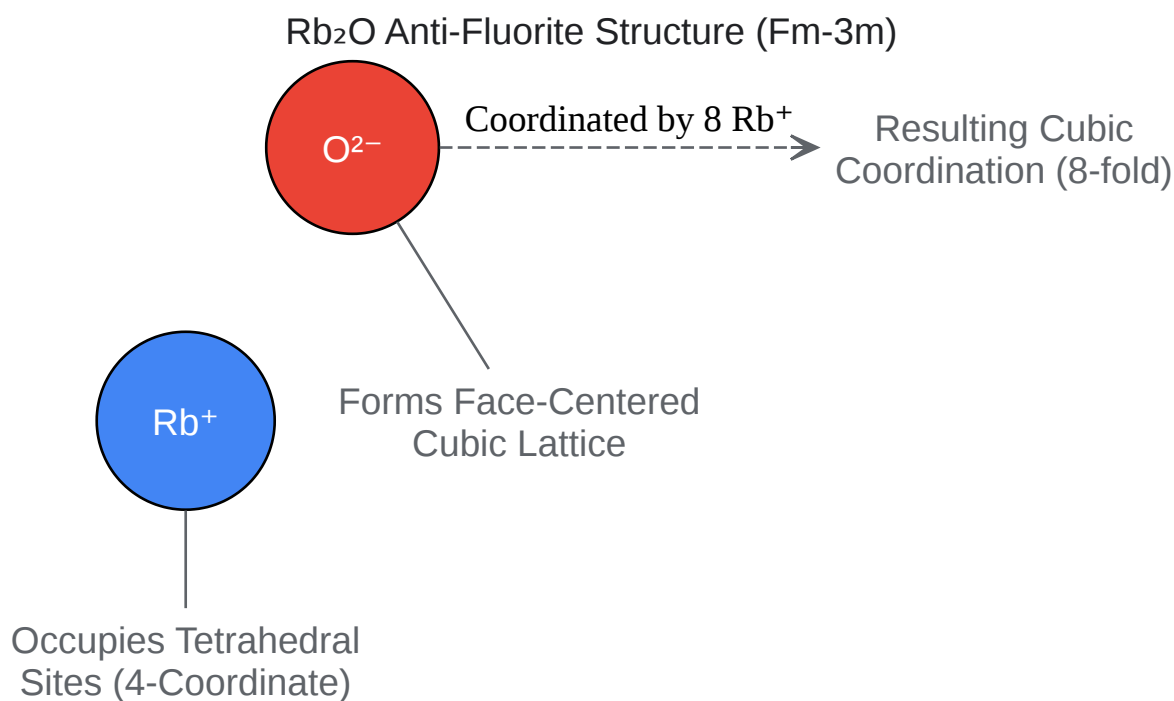 Rb₂O Anti-Fluorite Structure (Fm-3m)
O²⁻
Coordinated by 8 Rb⁺
Resulting Cubic
Coordination (8-fold)
Forms Face-Centered
Cubic Lattice
Rb⁺
Occupies Tetrahedral
Sites (4-Coordinate)